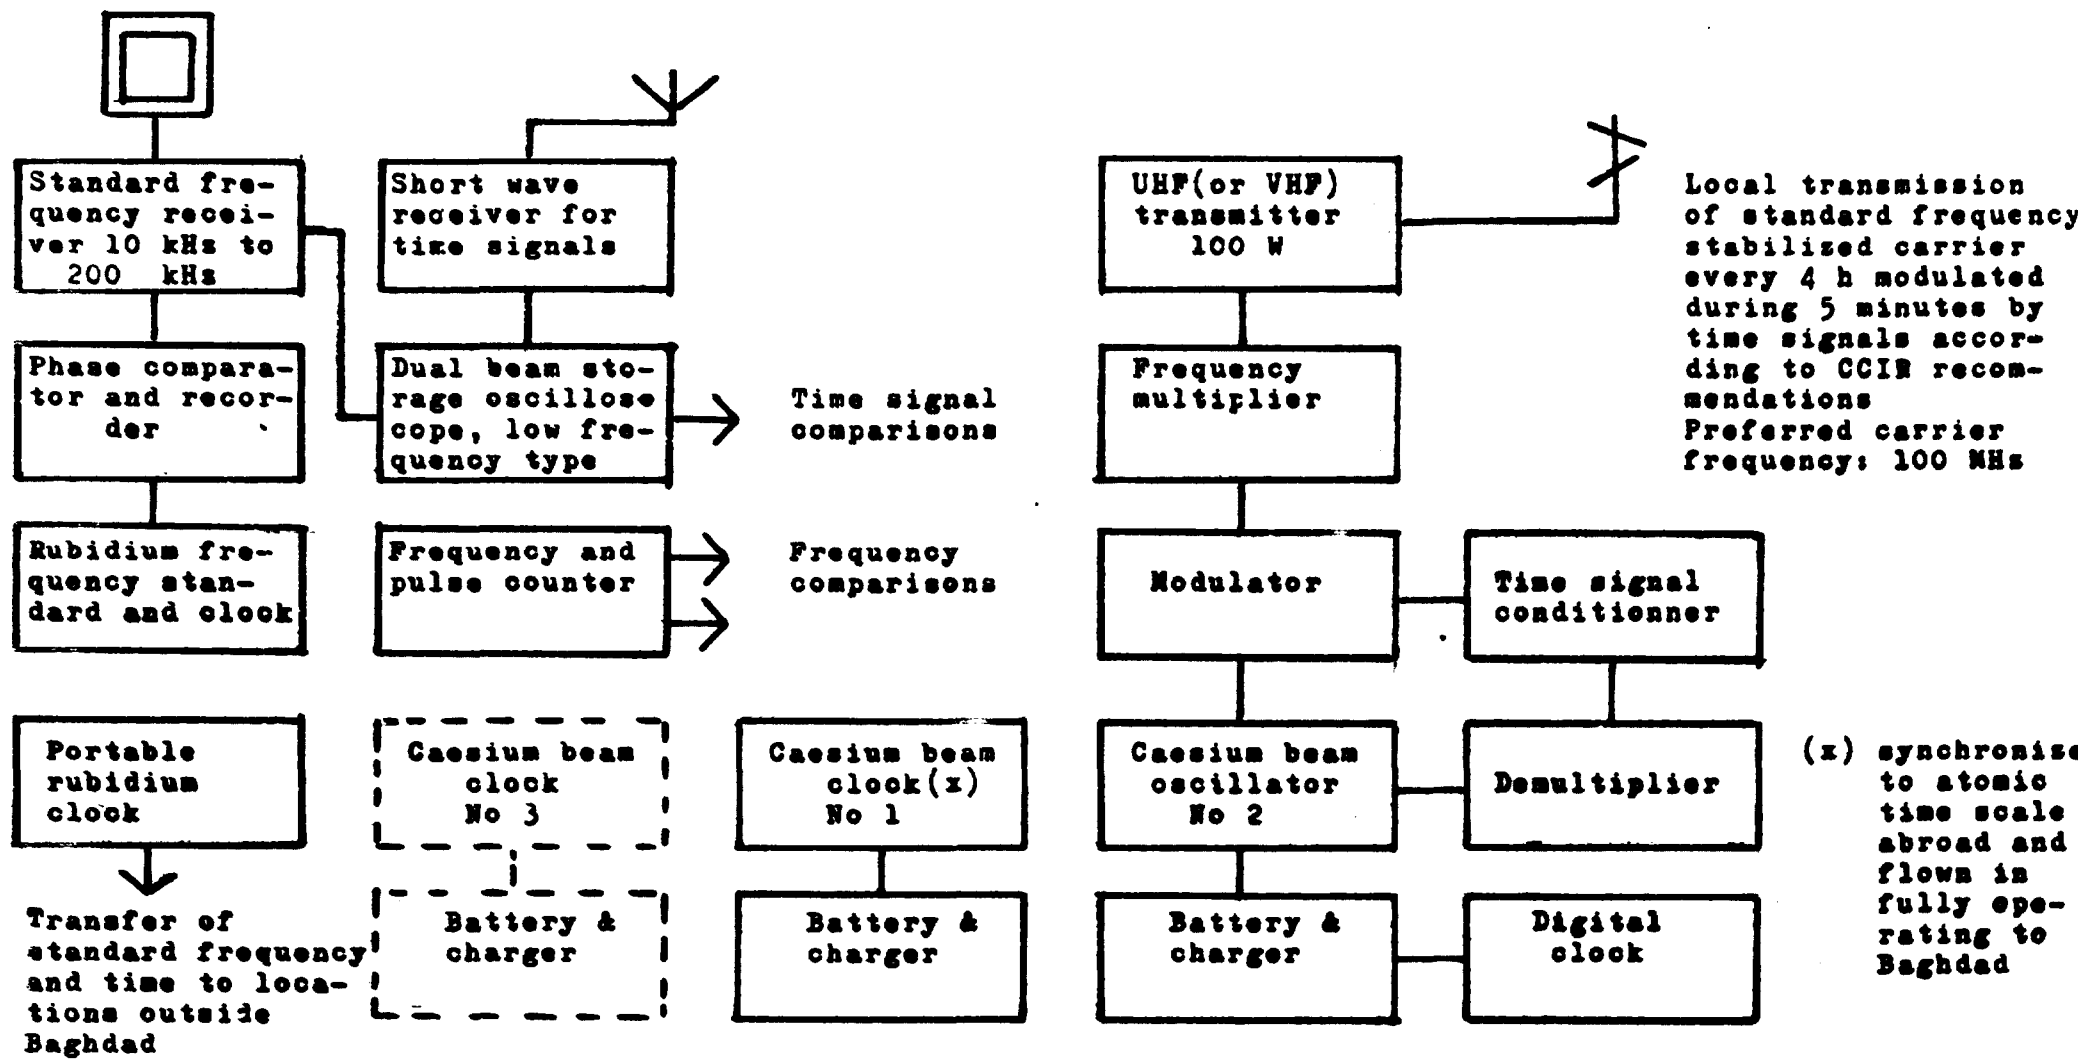 Standard fre-
quency recei-
ver 10 kHz to
200 kHz
Short wave
receiver for
time signals
UHF(or VHF)
transmitter
100 W
Local transmission
of standard frequency
stabilized carrier
every 4 h modulated
during 5 minutes by
time signals accor-
ding to CCIR recom-
mendations
Preferred carrier
frequency: 100 MHz
Phase compara-
tor and recor-
der
Dual beam sto-
rage oscillose
cope, low fre-
quency type
Time signal
comparisons
Frequency
multiplier
Rubidium fre-
quency stan-
dard and clock
Frequency and
pulse counter
Frequency
comparisons
Modulator
Time signal
conditionner
Portable
rubidium
clock
Caesium beam
clock
No 3
Caesium beam
clock(x)
No 1
Caesium beam
oscillator
No 2
Demultiplier
(x) synchronise
to atomic
time scale
abroad and
flown in
fully ope-
rating to
Baghdad
Transfer of
standard frequency
and time to loca-
tions outside
Baghdad
Battery &
charger
Battery &
charger
Battery &
charger
Digital
clock